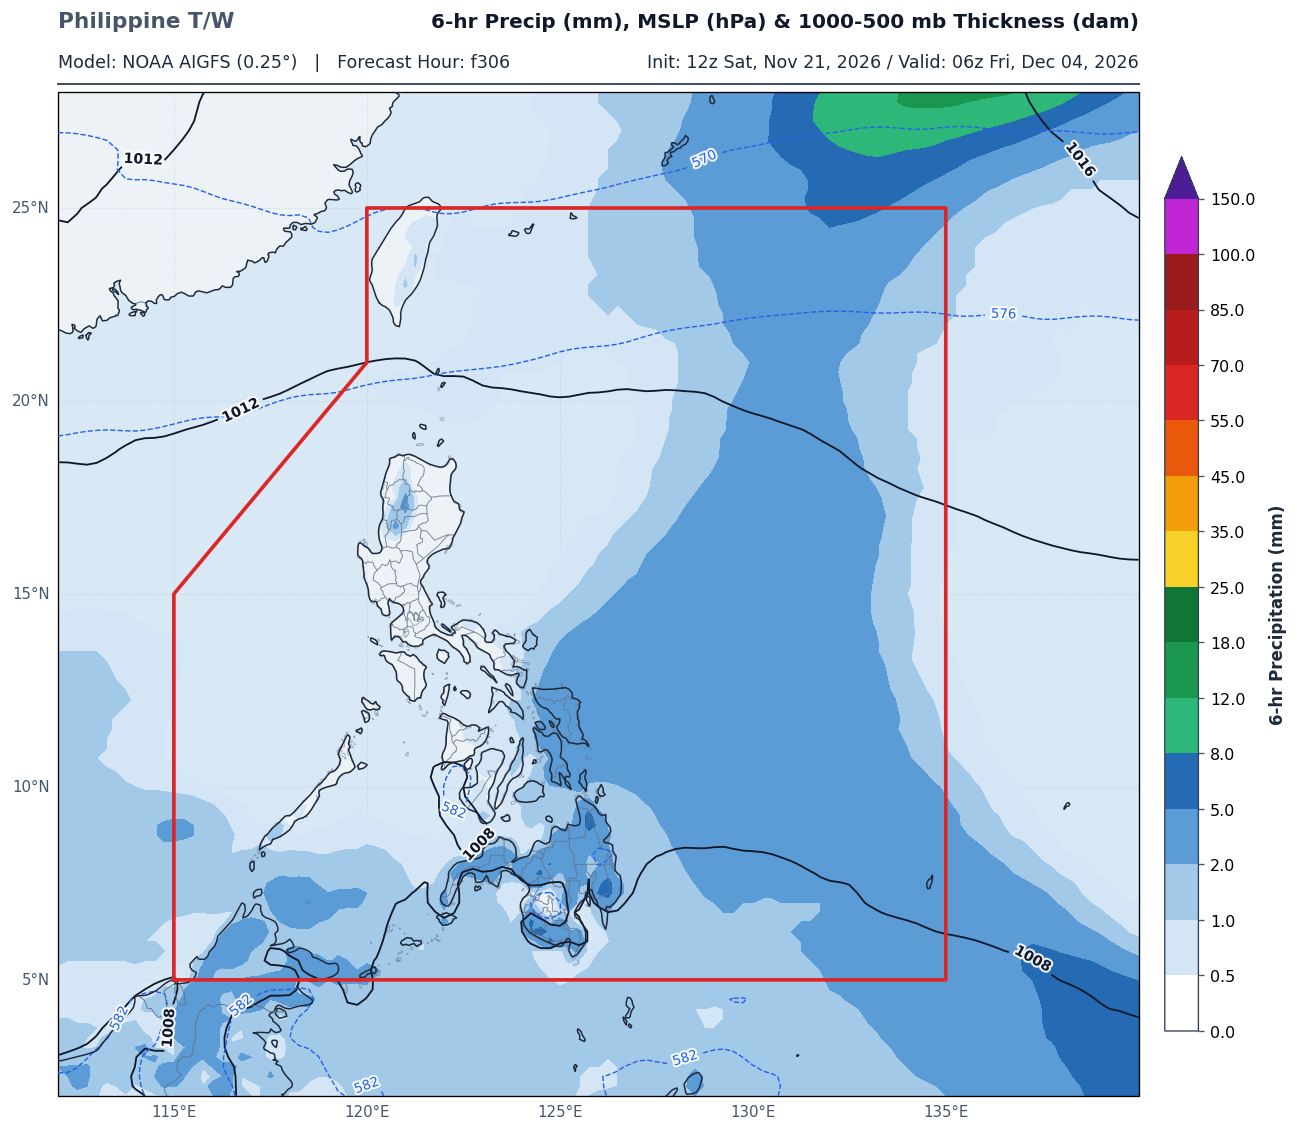 Philippine T/W
6-hr Precip (mm), MSLP (hPa) & 1000-500 mb Thickness (dam)
Model: NOAA AIGFS (0.25°) | Forecast Hour: f306
Init: 12z Sat, Nov 21, 2026 / Valid: 06z Fri, Dec 04, 2026
1012
570
1016
25°N
576
1012
20°N
15°N
10°N
582
1008
1008
5°N
582
1008
582
582
582
115°E
120°E
125°E
130°E
135°E
150.0
100.0
85.0
70.0
55.0
45.0
35.0
25.0
18.0
12.0
8.0
5.0
2.0
1.0
0.5
0.0
6-hr Precipitation (mm)